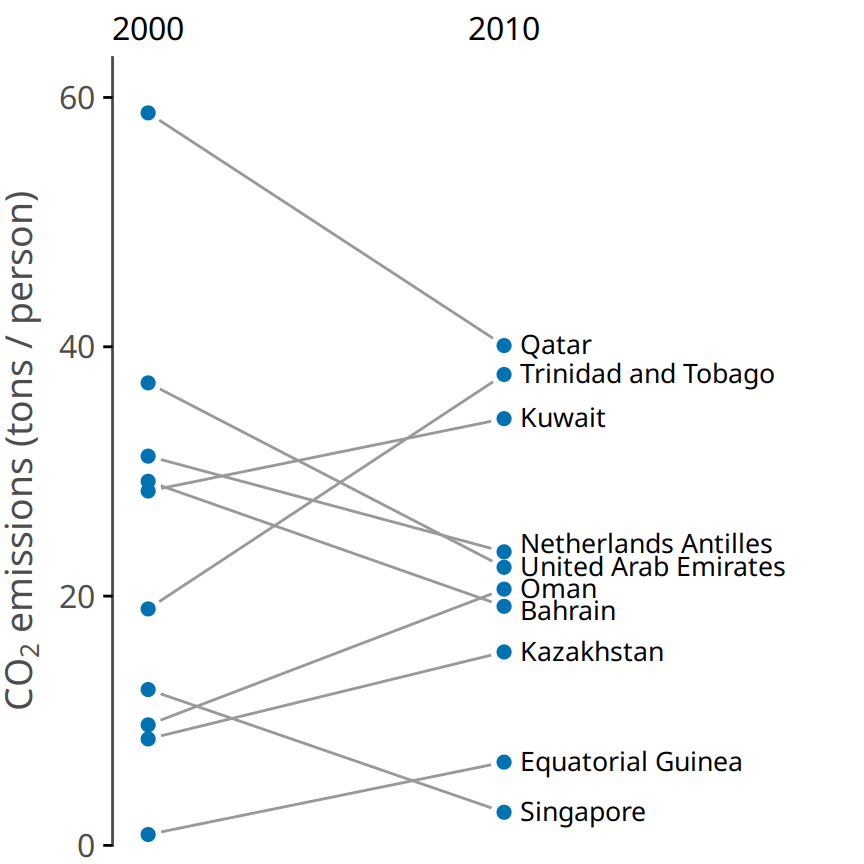 2000 2010
60
40
20
0
CO₂ emissions (tons / person)
Qatar
Trinidad and Tobago
Kuwait
Netherlands Antilles
United Arab Emirates
Oman
Bahrain
Kazakhstan
Equatorial Guinea
Singapore